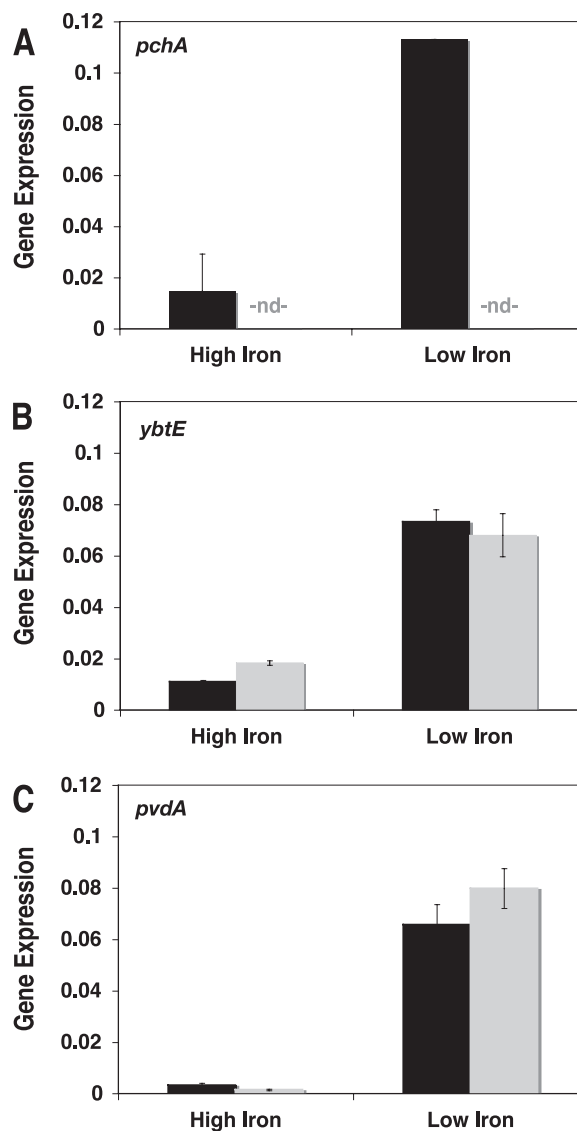 A
pchA
Gene Expression
0.12
0.1
0.08
0.06
0.04
0.02
0
-nd-
-nd-
High Iron
Low Iron
B
ybtE
Gene Expression
0.12
0.1
0.08
0.06
0.04
0.02
0
High Iron
Low Iron
C
pvdA
Gene Expression
0.12
0.1
0.08
0.06
0.04
0.02
0
High Iron
Low Iron